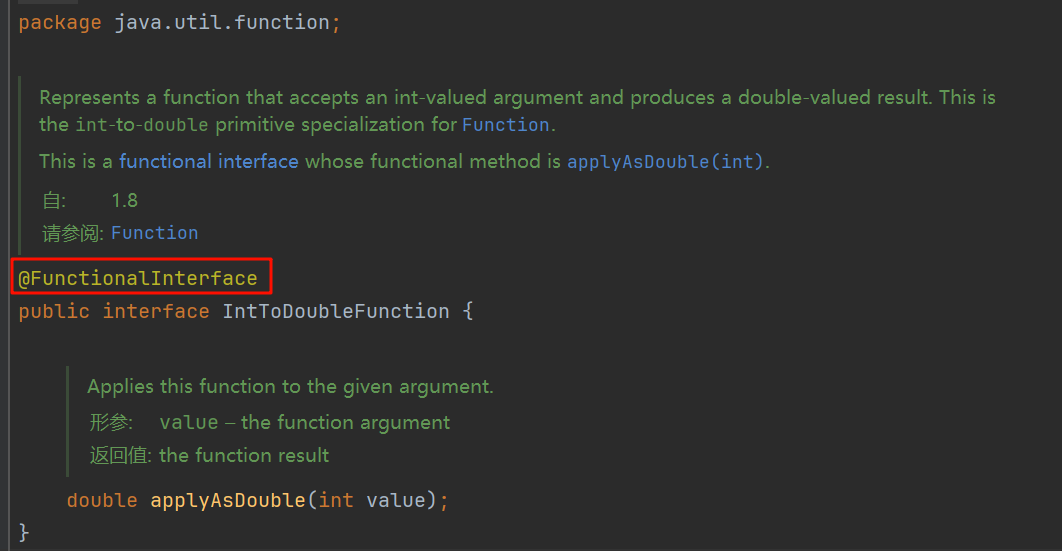 package java.util.function;
Represents a function that accepts an int-valued argument and produces a double-valued result. This is
the int-to-double primitive specialization for Function.
This is a functional interface whose functional method is applyAsDouble(int).
自: 1.8
请参阅: Function
@FunctionalInterface
public interface IntToDoubleFunction {
Applies this function to the given argument.
形参: value – the function argument
返回值: the function result
double applyAsDouble(int value);
}